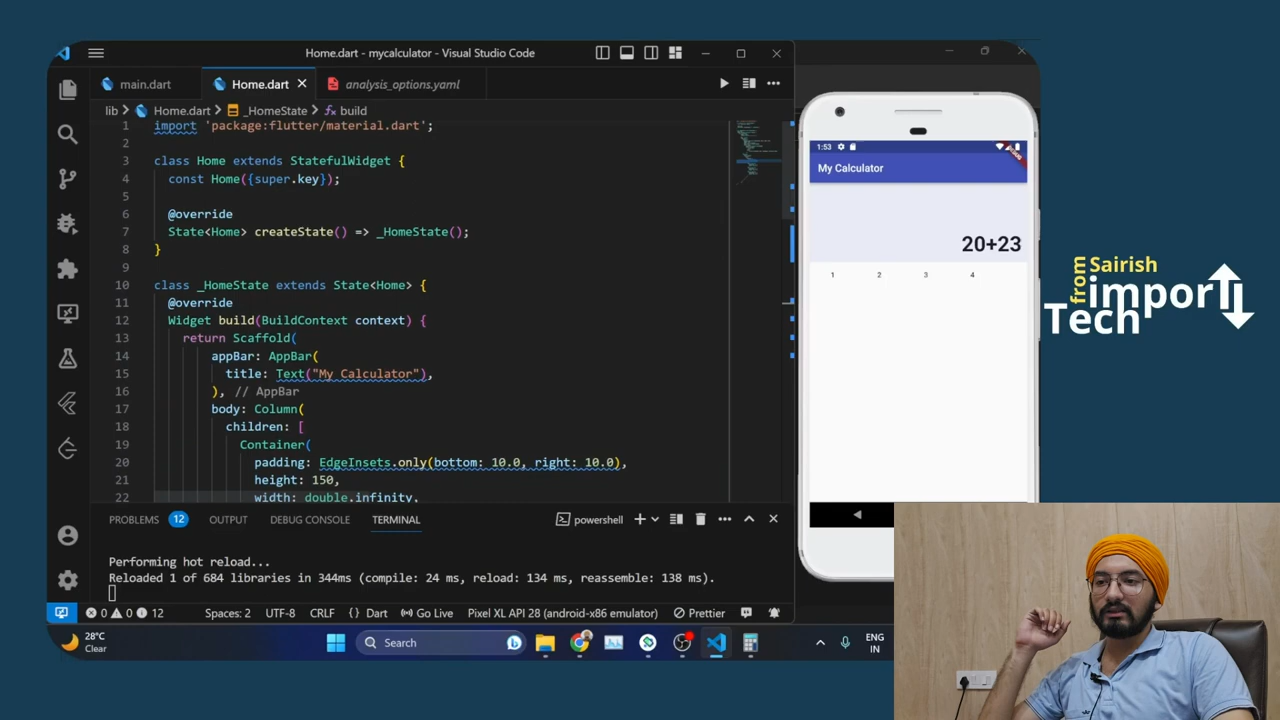 Home.dart - mycalculator - Visual Studio Code
main.dart
Home.dart
analysis_options.yaml
lib > Home.dart > _HomeState > build
1 import 'package:flutter/material.dart';
3 class Home extends StatefulWidget {
4 const Home({super.key});
5
6 @override
7 State<Home> createState() => _HomeState();
8 }
9
10 class _HomeState extends State<Home> {
11 @override
12 Widget build(BuildContext context) {
13 return Scaffold(
14 appBar: AppBar(
15 title: Text("My Calculator"),
16 ), // AppBar
17 body: Column(
18 children: [
19 Container(
20 padding: EdgeInsets.only(bottom: 10.0, right: 10.0),
21 height: 150,
22 width: double.infinity,
PROBLEMS 12 OUTPUT DEBUG CONSOLE TERMINAL
powershell
Performing hot reload...
Reloaded 1 of 684 libraries in 344ms (compile: 24 ms, reload: 134 ms, reassemble: 138 ms).
0 0 12 Spaces: 2 UTF-8 CRLF {} Dart Go Live Pixel XL API 28 (android-x86 emulator) Prettier
28°C
Clear
Search
ENG
IN
1:53
My Calculator
20+23
1 2 3 4
from Sairish
import
Tech